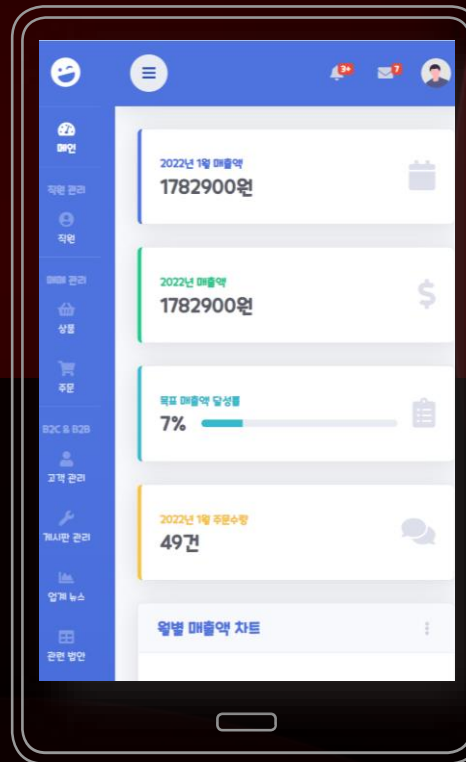 3+
7
메인
직원 관리
직원
판매 관리
상품
주문
B2C & B2B
고객 관리
게시판 관리
업계 뉴스
관련 법안
2022년 1월 매출액
1782900원
2022년 매출액
1782900원
목표 매출액 달성률
7%
2022년 1월 주문수량
49건
월별 매출액 차트